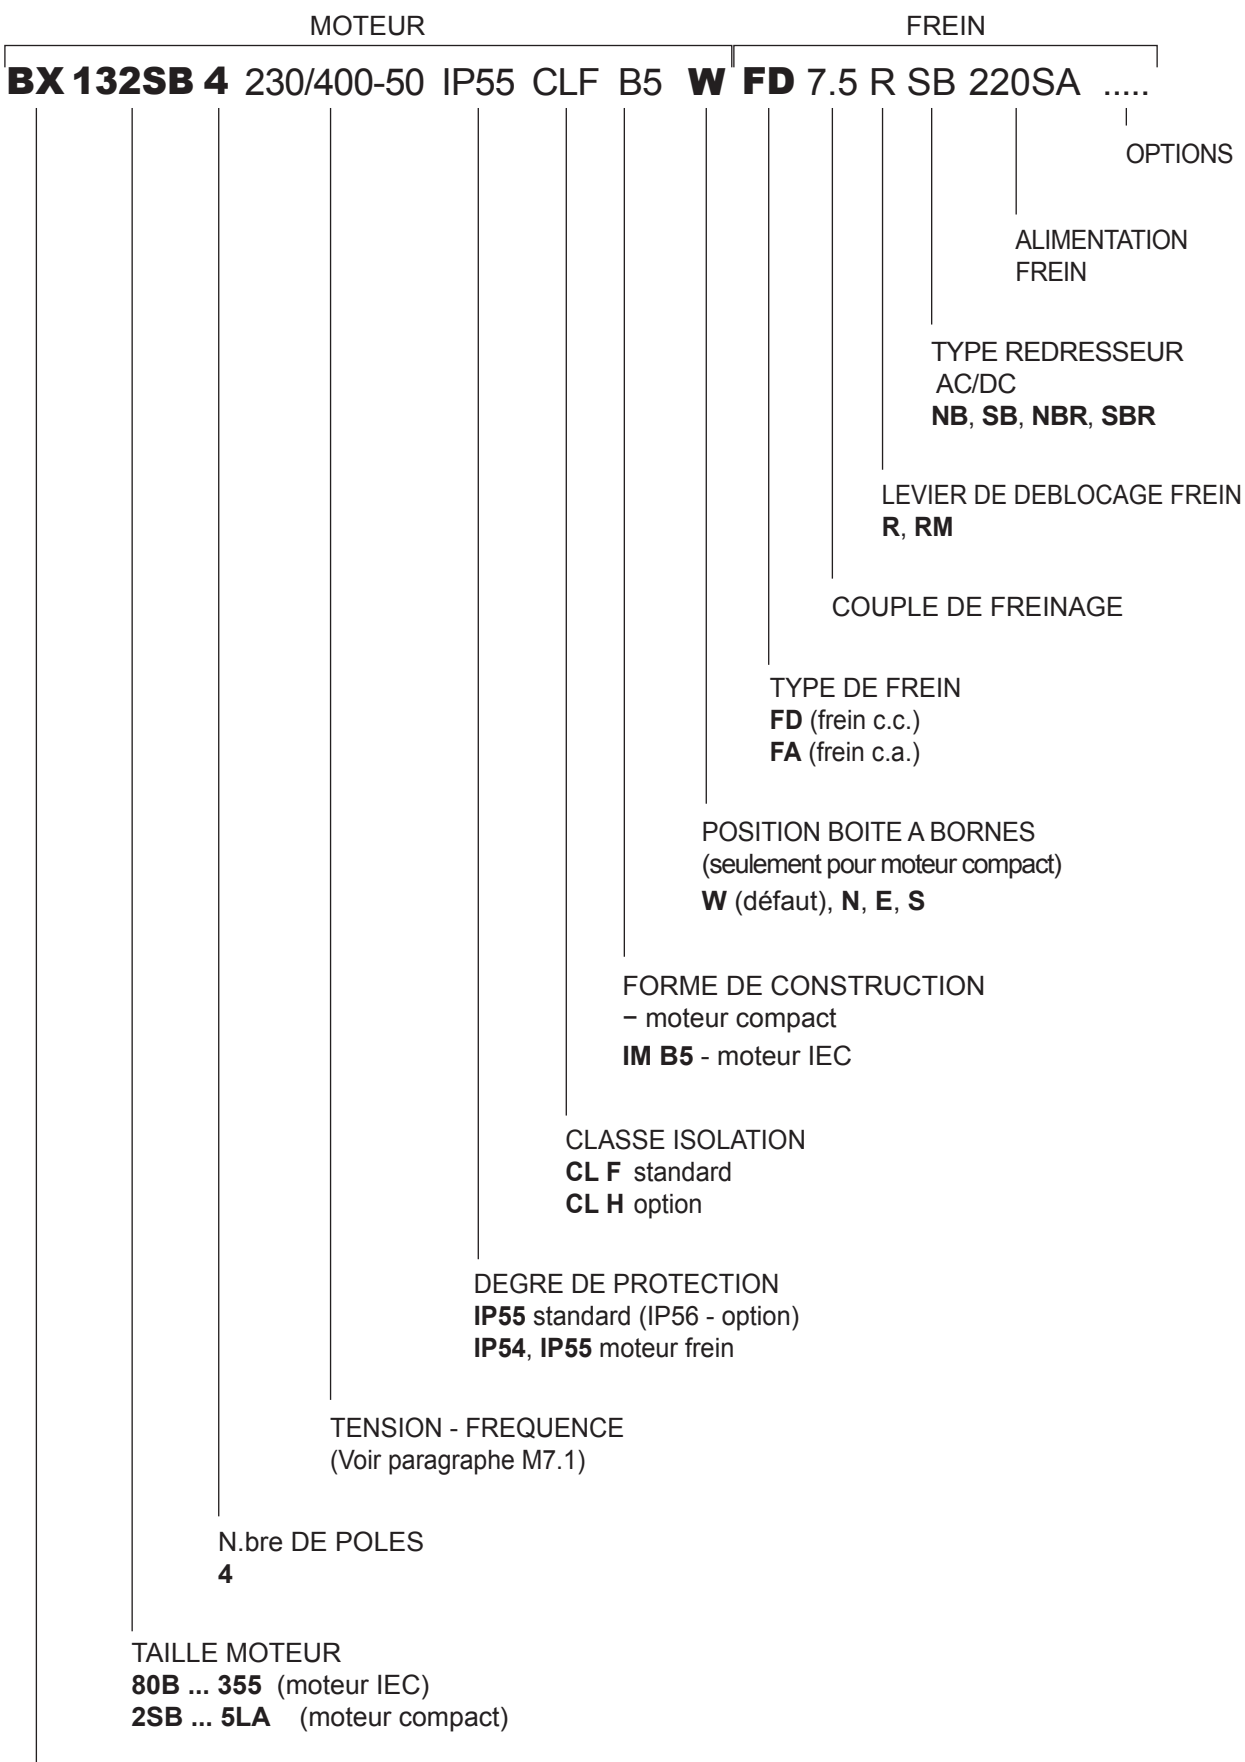 MOTEUR FREIN
BX 132SB 4 230/400-50 IP55 CLF B5 W FD 7.5 R SB 220SA .....
OPTIONS
ALIMENTATION
FREIN
TYPE REDRESSEUR
AC/DC
NB, SB, NBR, SBR
LEVIER DE DEBLOCAGE FREIN
R, RM
COUPLE DE FREINAGE
TYPE DE FREIN
FD (frein c.c.)
FA (frein c.a.)
POSITION BOITE A BORNES
(seulement pour moteur compact)
W (défaut), N, E, S
FORME DE CONSTRUCTION
− moteur compact
IM B5 - moteur IEC
CLASSE ISOLATION
CL F standard
CL H option
DEGRE DE PROTECTION
IP55 standard (IP56 - option)
IP54, IP55 moteur frein
TENSION - FREQUENCE
(Voir paragraphe M7.1)
N.bre DE POLES
4
TAILLE MOTEUR
80B ... 355 (moteur IEC)
2SB ... 5LA (moteur compact)